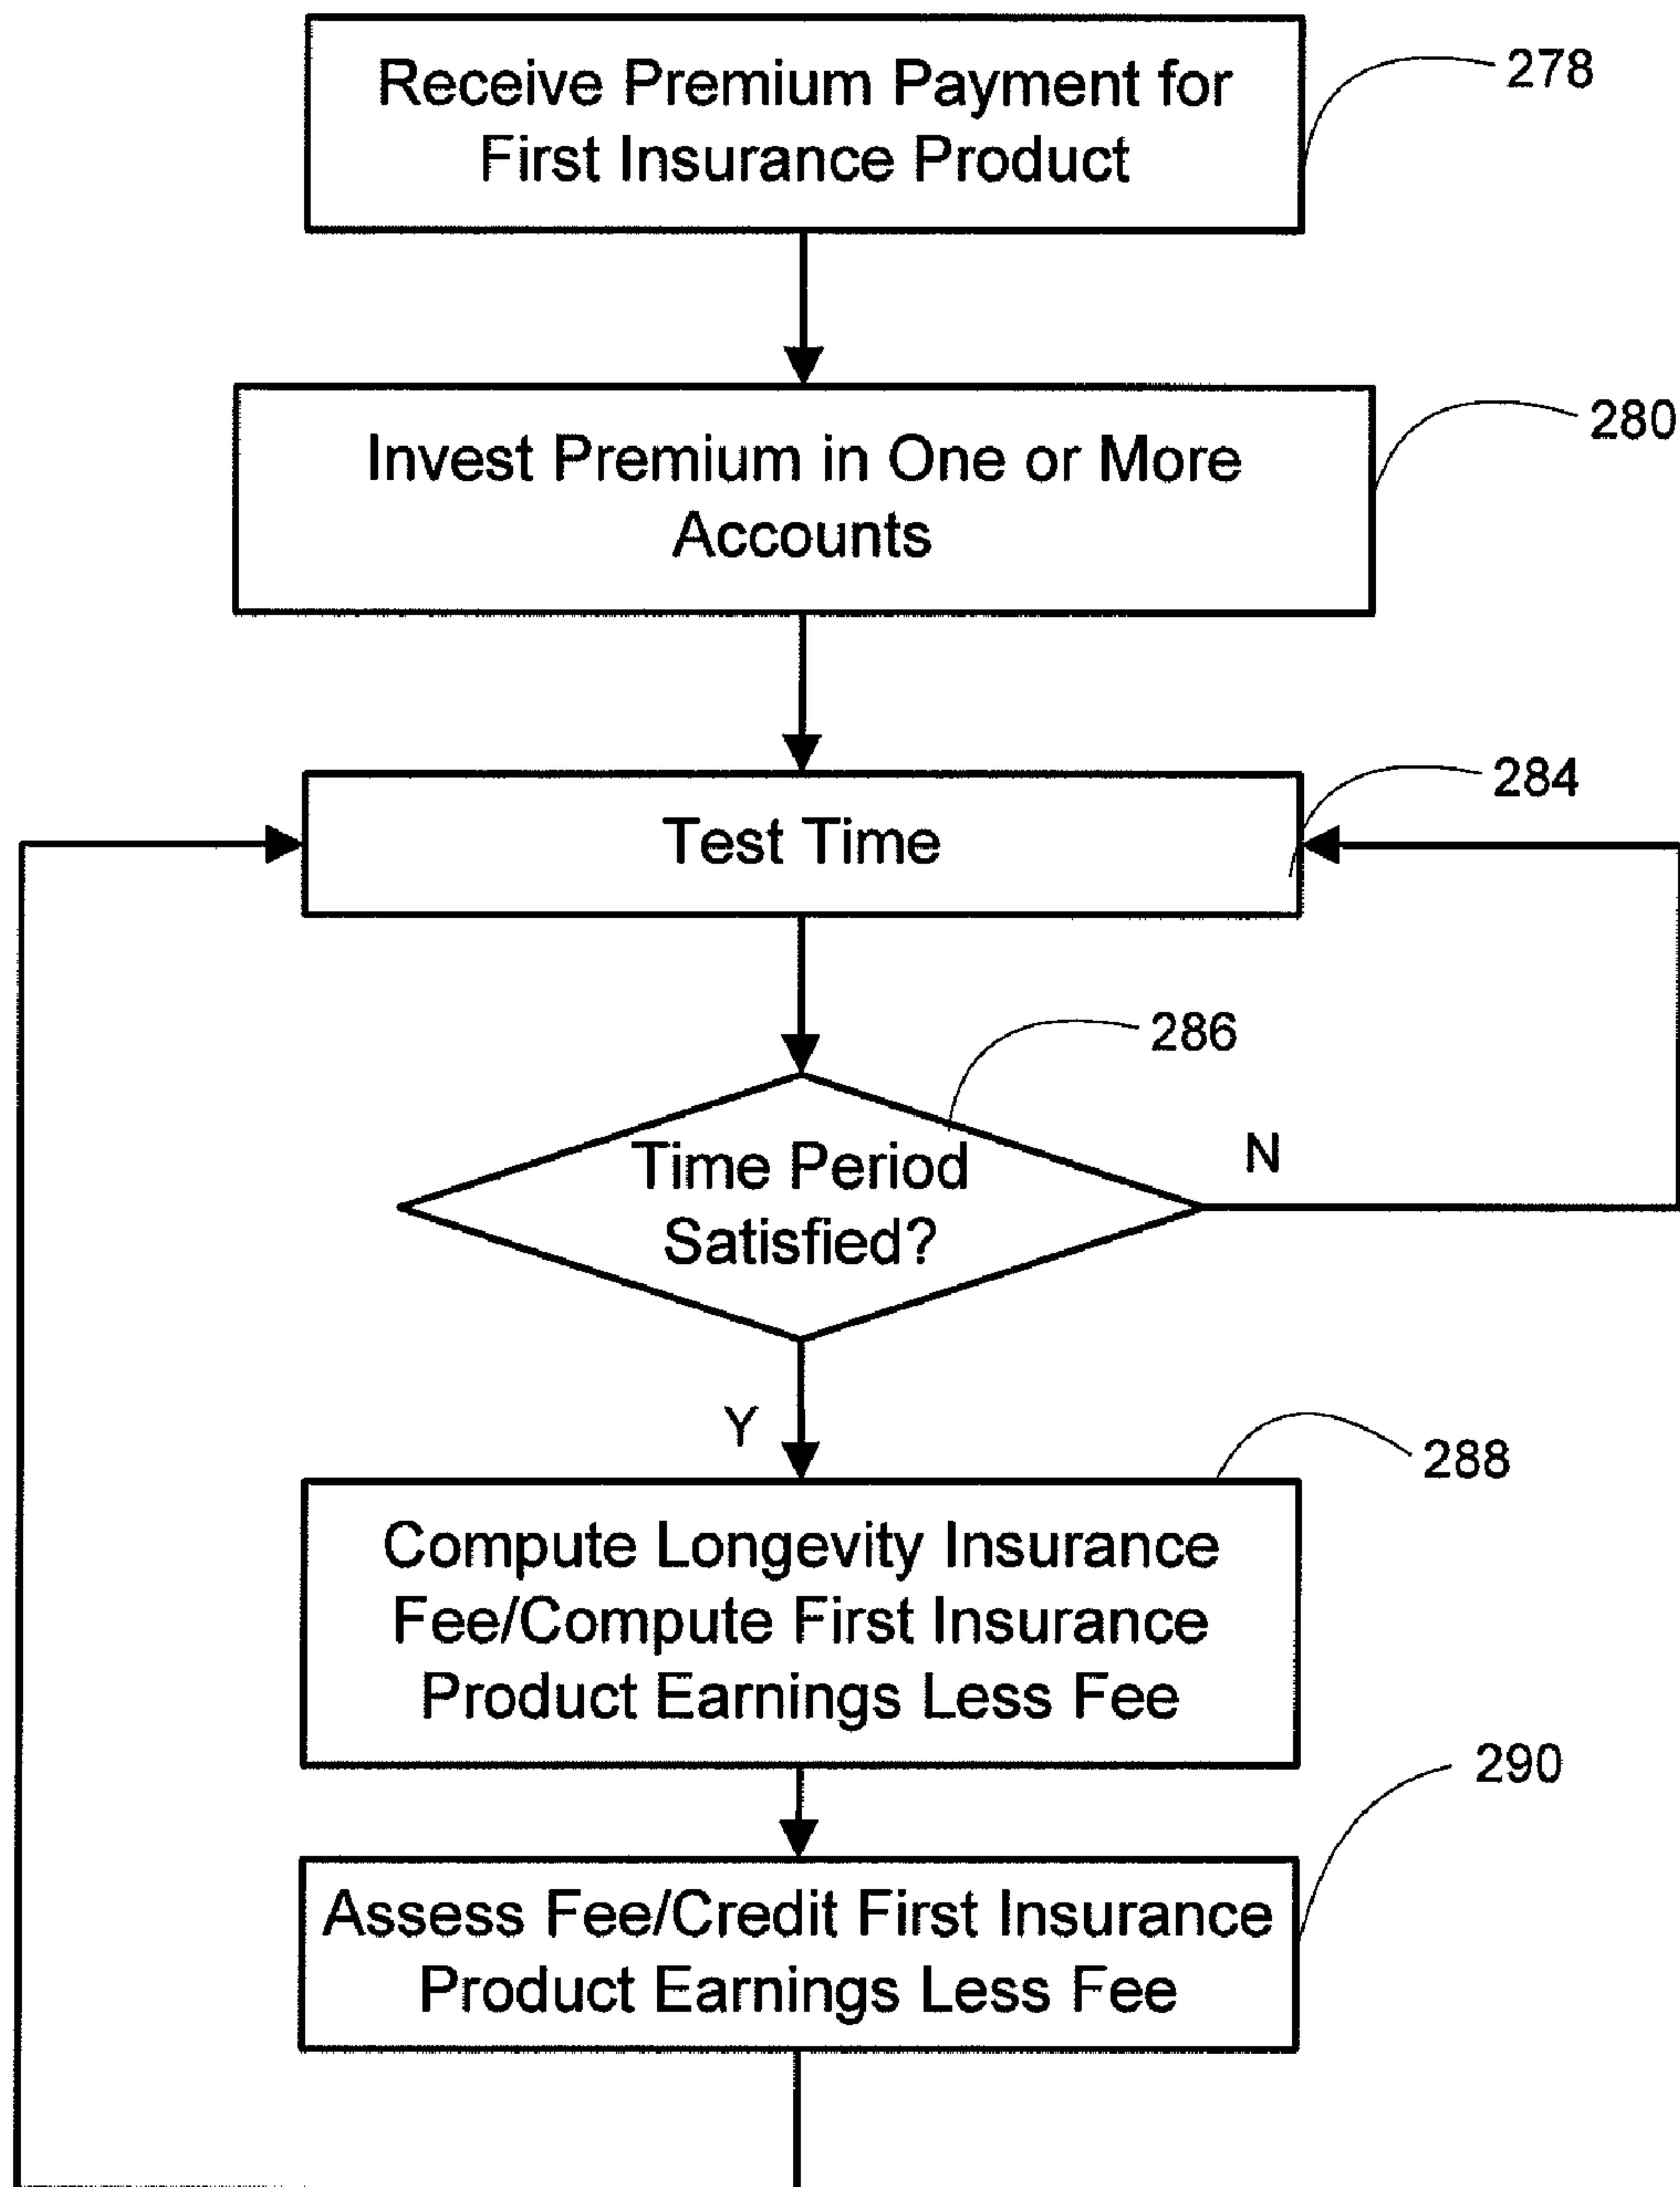 Receive Premium Payment for
First Insurance Product
278
Invest Premium in One or More
Accounts
280
Test Time
284
Time Period
Satisfied?
286
N
Y
Compute Longevity Insurance
Fee/Compute First Insurance
Product Earnings Less Fee
288
Assess Fee/Credit First Insurance
Product Earnings Less Fee
290